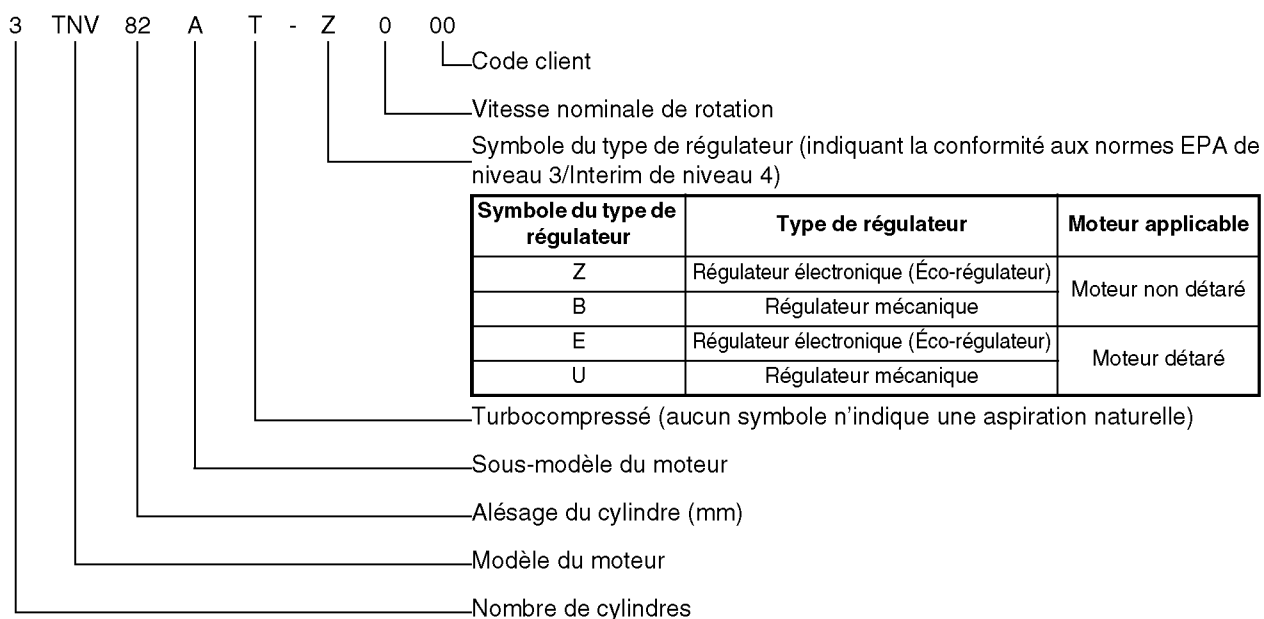 3 TNV 82 A T - Z 0 00
Code client
Vitesse nominale de rotation
Symbole du type de régulateur (indiquant la conformité aux normes EPA de
niveau 3/Interim de niveau 4)
Symbole du type de
régulateur
Type de régulateur
Moteur applicable
Z
Régulateur électronique (Éco-régulateur)
Moteur non détaré
B
Régulateur mécanique
E
Régulateur électronique (Éco-régulateur)
Moteur détaré
U
Régulateur mécanique
Turbocompressé (aucun symbole n’indique une aspiration naturelle)
Sous-modèle du moteur
Alésage du cylindre (mm)
Modèle du moteur
Nombre de cylindres